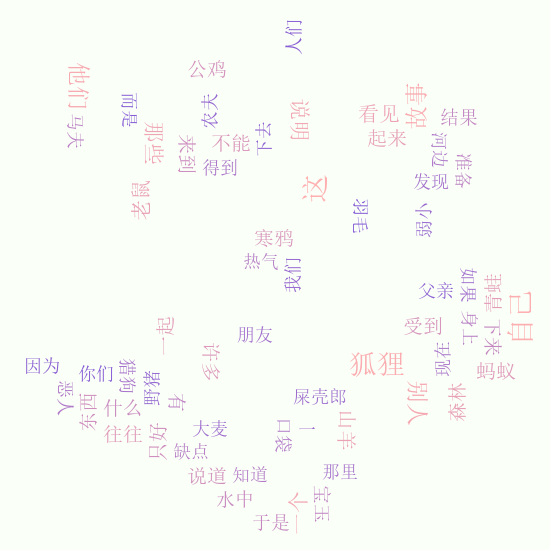 人们
公鸡
他们
而是
农夫
说明
看见
故事
结果
马夫
那些
来到
不能
下去
起来
河边
准备
得到
发现
老鼠
这
羽毛
弱小
寒鸦
热气
我们
父亲
如果
青蛙
自己
一起
朋友
受到
身上
下来
许多
现在
因为
你们
猎狗
野猪
狐狸
蚂蚁
恶人
东西
什么
有
屎壳郎
别人
森林
往往
只好
大麦
口袋
一
山羊
缺点
说道
知道
那里
水中
一个
宝玉
于是